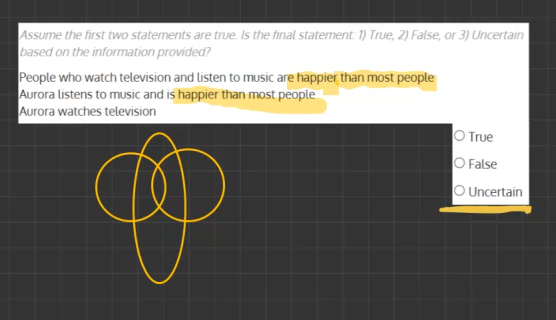 Assume the first two statements are true. Is the final statement: 1) True, 2) False, or 3) Uncertain
based on the information provided?
People who watch television and listen to music are happier than most people
Aurora listens to music and is happier than most people
Aurora watches television
True
False
Uncertain